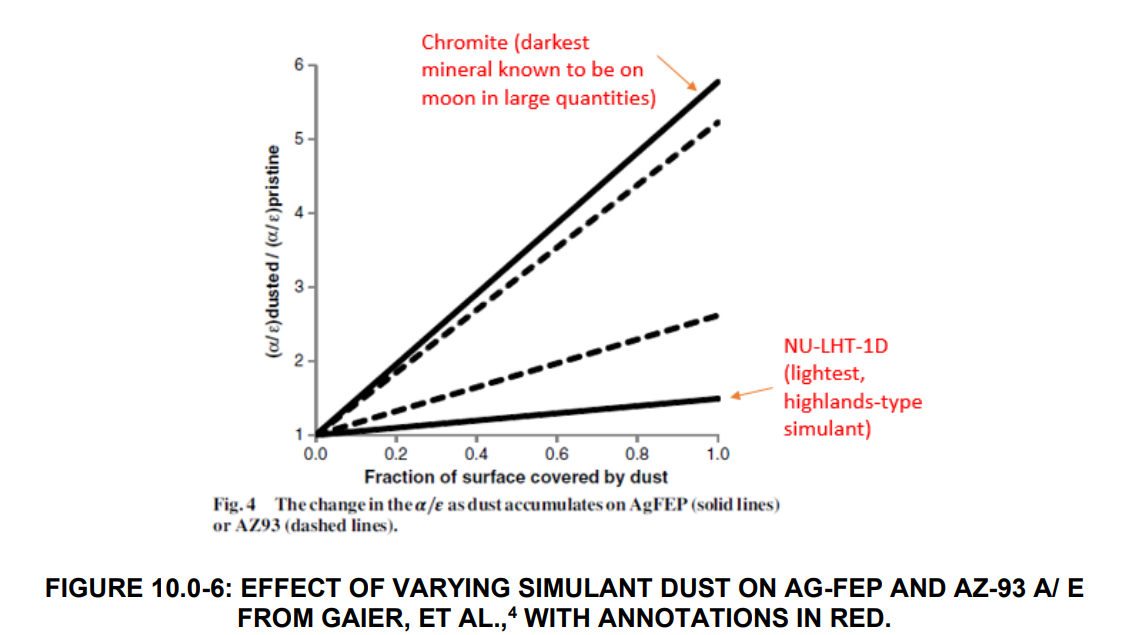 Chromite (darkest
mineral known to be on
moon in large quantities)
6
5
4
3
2
1
(α/ε)dusted / (α/ε)pristine
NU-LHT-1D
(lightest,
highlands-type
simulant)
0.0 0.2 0.4 0.6 0.8 1.0
Fraction of surface covered by dust
Fig. 4 The change in the α/ε as dust accumulates on AgFEP (solid lines)
or AZ93 (dashed lines).
FIGURE 10.0-6: EFFECT OF VARYING SIMULANT DUST ON AG-FEP AND AZ-93 A/ E
FROM GAIER, ET AL.,⁴ WITH ANNOTATIONS IN RED.